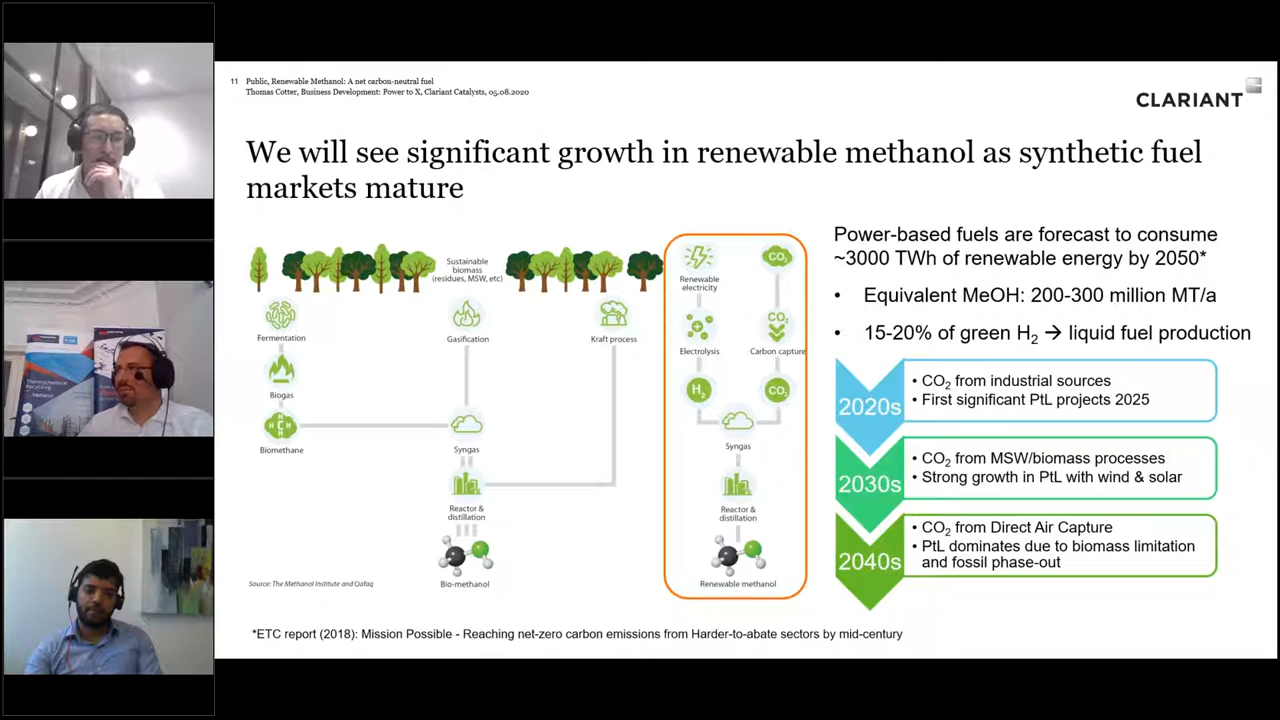 11 Public, Renewable Methanol: A net carbon-neutral fuel
Thomas Cotter, Business Development: Power to X, Clariant Catalysts, 05.08.2020
CLARIANT
We will see significant growth in renewable methanol as synthetic fuel
markets mature
Sustainable
biomass
(residues, MSW, etc)
Fermentation
Gasification
Kraft process
Biogas
H C H
H
Biomethane
Syngas
Reactor &
distillation
Bio-methanol
Source: The Methanol Institute and Qafaq
Renewable
electricity
CO2
Electrolysis
CO2
Carbon capture
H2
CO2
Syngas
Reactor &
distillation
Renewable methanol
Power-based fuels are forecast to consume
~3000 TWh of renewable energy by 2050*
• Equivalent MeOH: 200-300 million MT/a
• 15-20% of green H2 → liquid fuel production
2020s
• CO2 from industrial sources
• First significant PtL projects 2025
2030s
• CO2 from MSW/biomass processes
• Strong growth in PtL with wind & solar
2040s
• CO2 from Direct Air Capture
• PtL dominates due to biomass limitation
and fossil phase-out
*ETC report (2018): Mission Possible - Reaching net-zero carbon emissions from Harder-to-abate sectors by mid-century